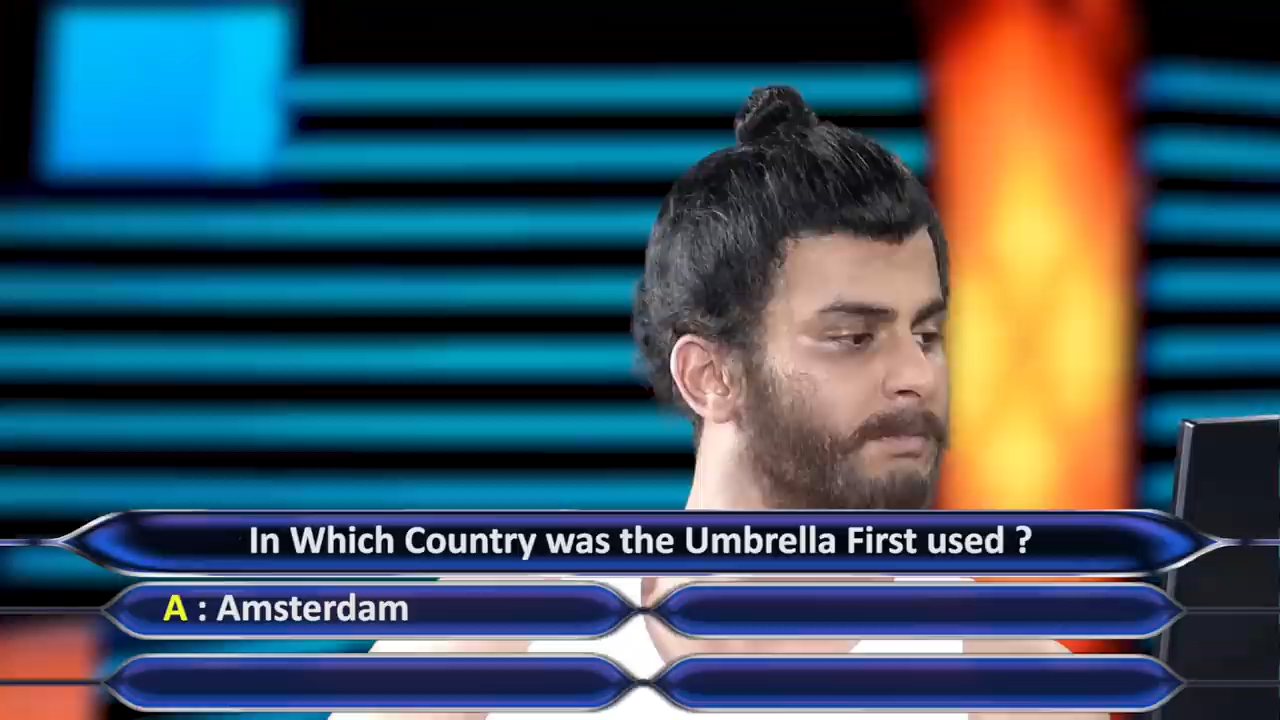 In Which Country was the Umbrella First used ?
A : Amsterdam